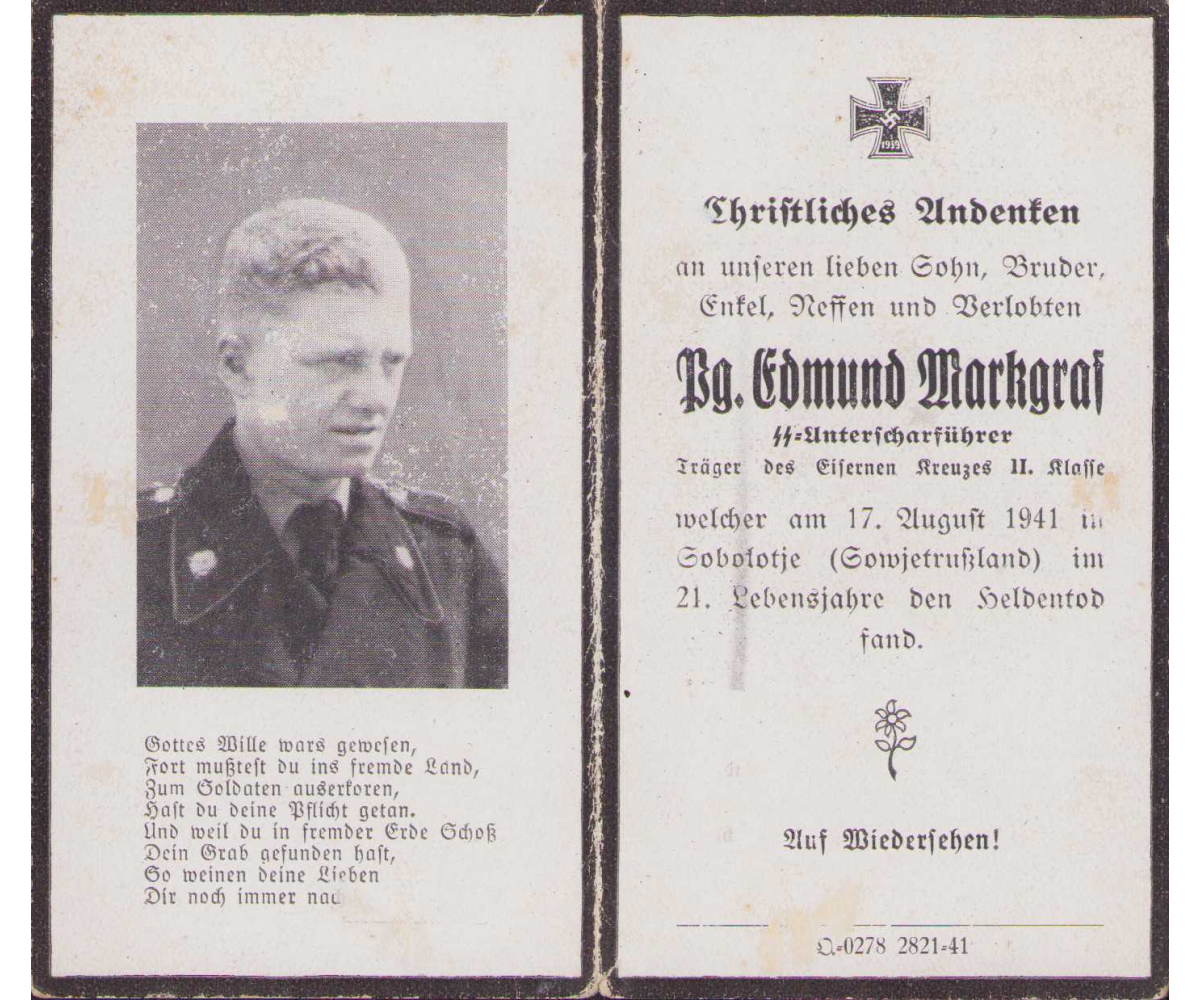 Gottes Wille wars gewesen,
Fort mußtest du ins fremde Land,
Zum Soldaten auserkoren,
Hast du deine Pflicht getan.
Und weil du in fremder Erde Schoß
Dein Grab gefunden hast,
So weinen deine Lieben
Dir noch immer
1939
Christliches Andenken
an unseren lieben Sohn, Bruder,
Enkel, Neffen und Verlobten
Pg. Edmund Markgraf
SS-Unterscharführer
Träger des Eisernen Kreuzes II. Klasse
welcher am 17. August 1941 in
Sobolotje (Sowjetrußland) im
21. Lebensjahre den Heldentod
fand.
Auf Wiedersehen!
Q-0278 2821-41